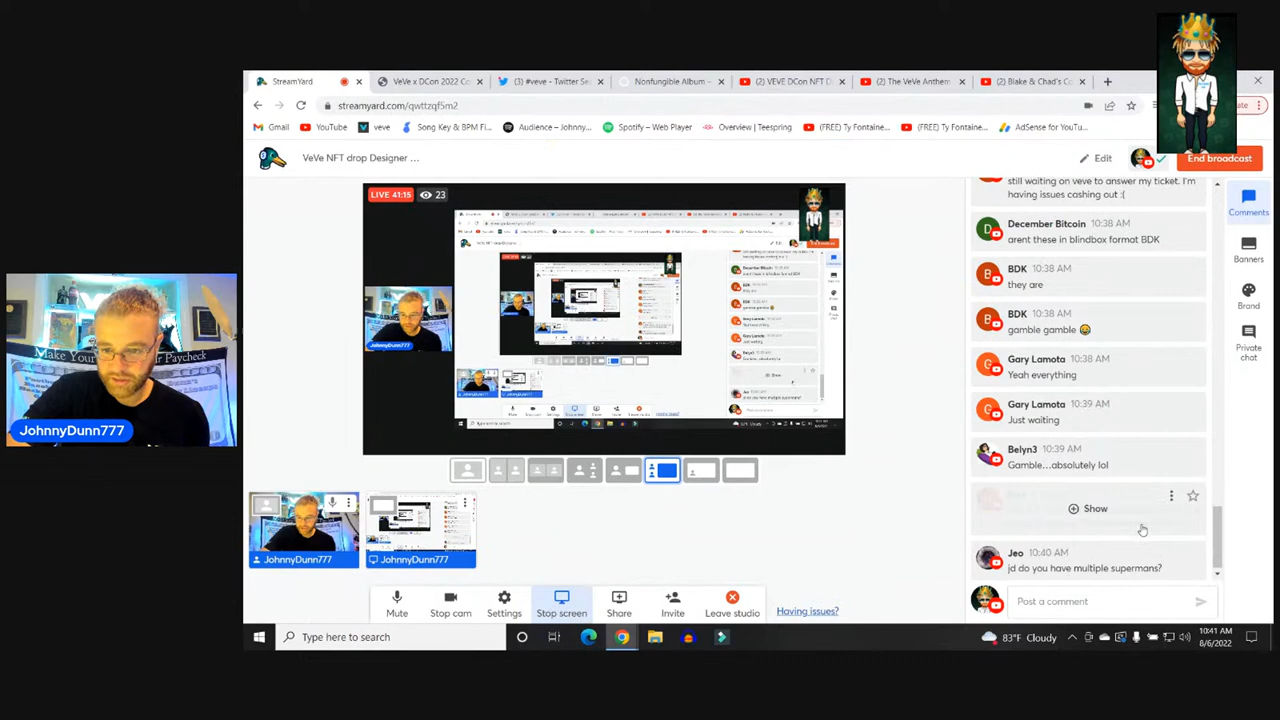 StreamYard
VeVe x DCon 2022 Co
(3) #veve - Twitter Se
Nonfungible Album –
(2) VEVE DCon NFT D
(2) The VeVe Anthem
(2) Blake & Chad's Co
streamyard.com/qwttzqf5m2
Gmail
YouTube
veve
Song Key & BPM Fi...
Audience – Johnny...
Spotify – Web Player
Overview | Teespring
(FREE) Ty Fontaine...
(FREE) Ty Fontaine...
AdSense for YouTu...
VeVe NFT drop Designer ...
Edit
End broadcast
LIVE 41:15
23
still waiting on veve to answer my ticket. I'm
having issues cashing out :(
December Bitcoin 10:38 AM
arent these in blindbox format BDK
BDK 10:38 AM
they are
BDK 10:38 AM
gamble gamble
Gary Lamota 10:38 AM
Yeah everything
Gary Lamota 10:39 AM
Just waiting
Belyn3 10:39 AM
Gamble...absolutely lol
Show
Jeo 10:40 AM
jd do you have multiple supermans?
Post a comment
Comments
Banners
Brand
Private
chat
Make Your Paycheck
JohnnyDunn777
JohnnyDunn777
JohnnyDunn777
Mute
Stop cam
Settings
Stop screen
Share
Invite
Leave studio
Having issues?
Type here to search
83°F Cloudy
10:41 AM
8/6/2022